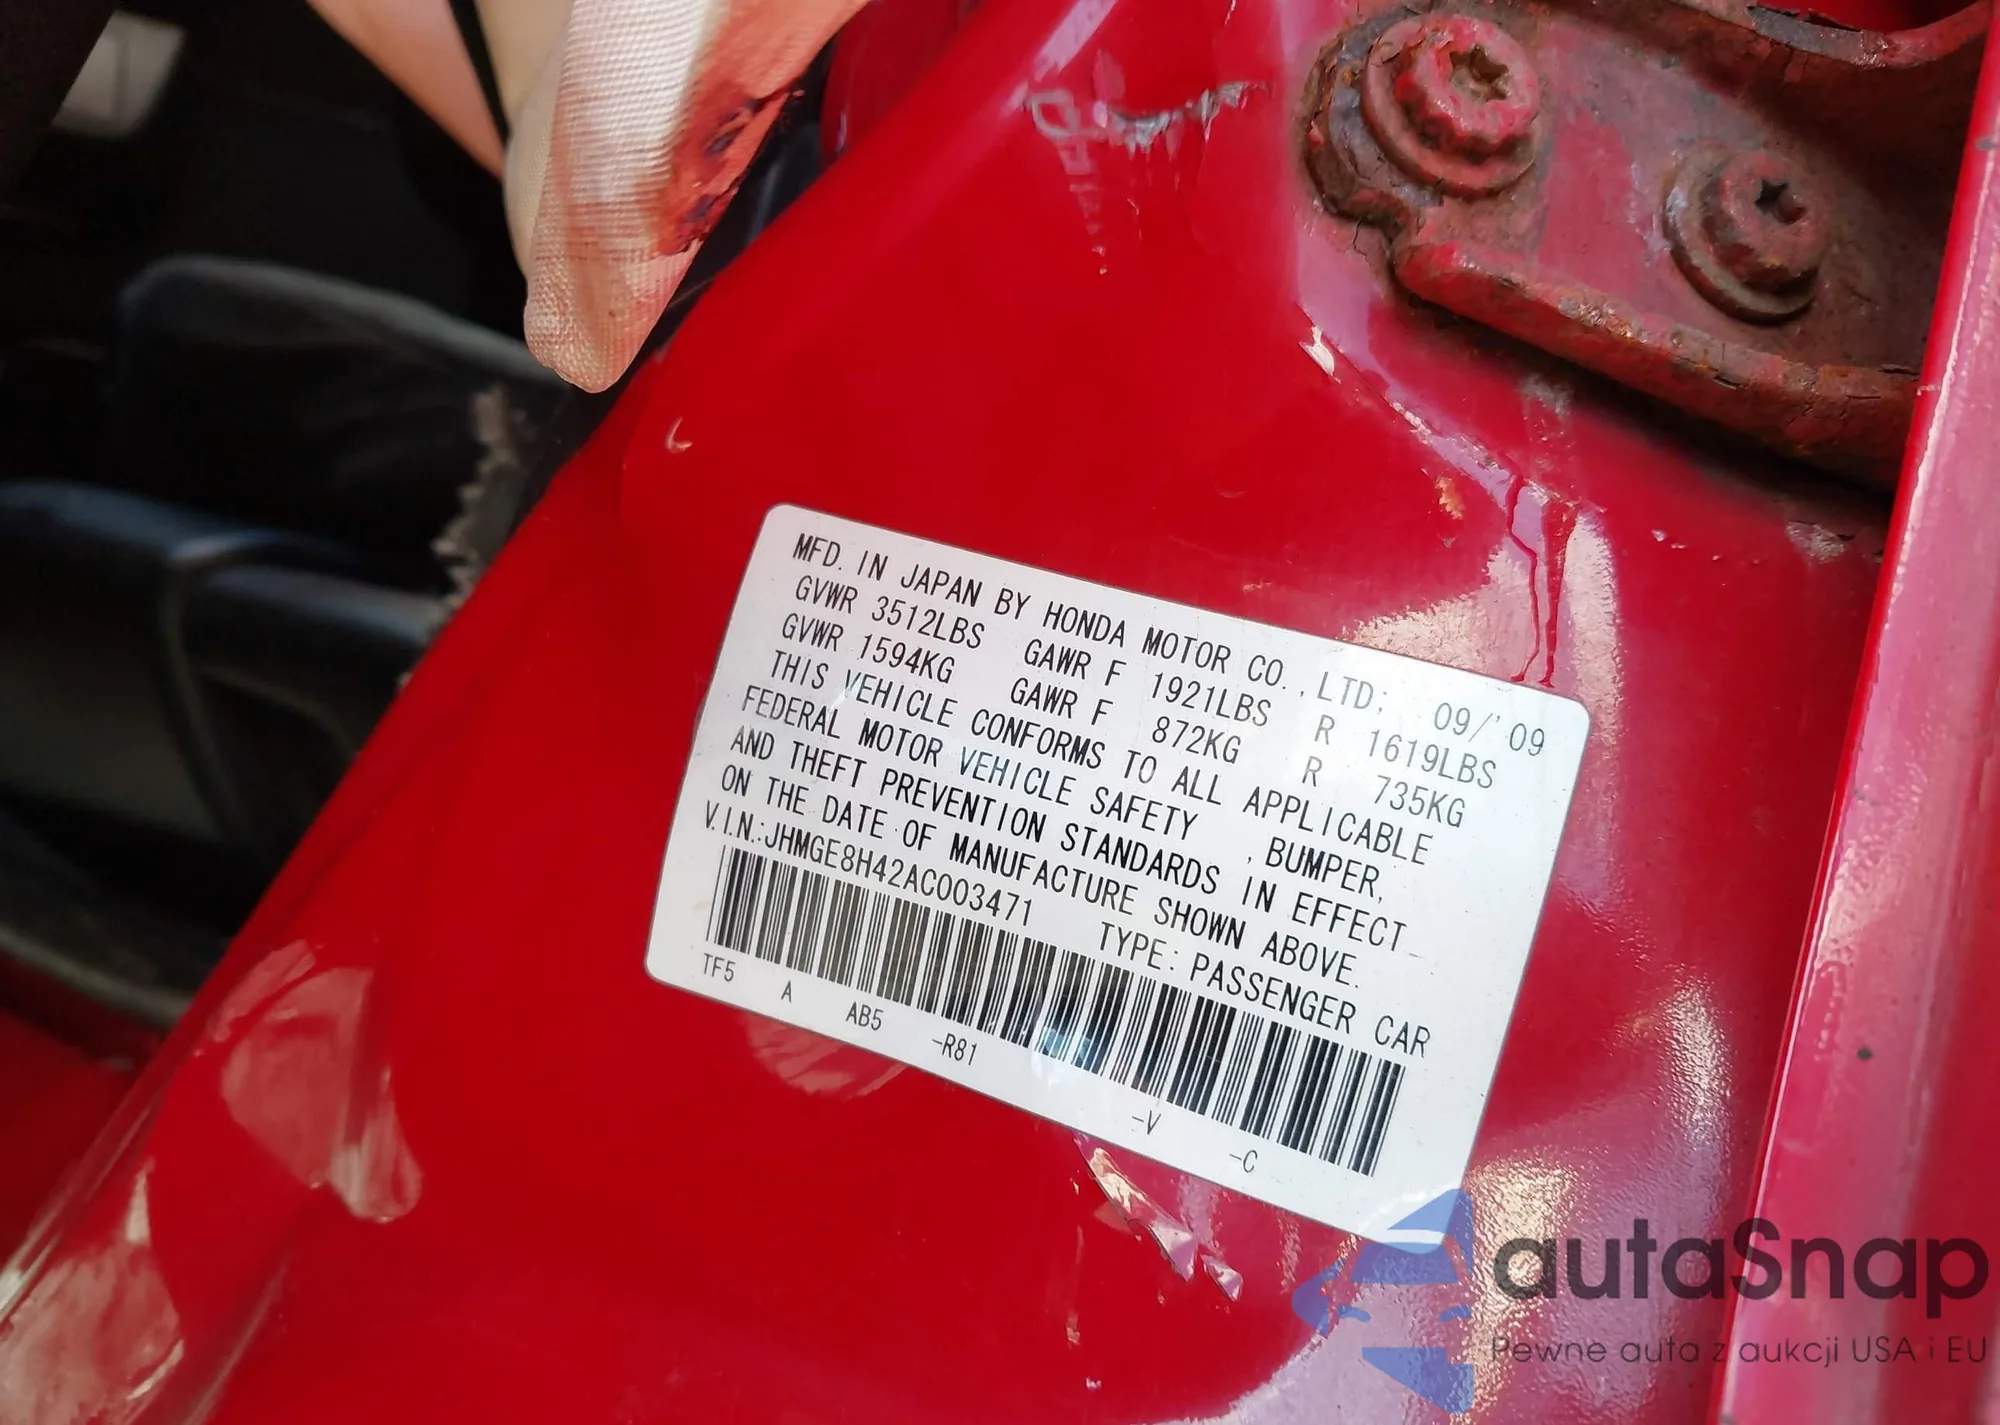 MFD. IN JAPAN BY HONDA MOTOR CO., LTD; 09/'09
GVWR 3512LBS GAWR F 1921LBS R 1619LBS
GVWR 1594KG GAWR F 872KG R 735KG
THIS VEHICLE CONFORMS TO ALL APPLICABLE
FEDERAL MOTOR VEHICLE SAFETY , BUMPER,
AND THEFT PREVENTION STANDARDS IN EFFECT
ON THE DATE OF MANUFACTURE SHOWN ABOVE.
V.I.N.:JHMGE8H42AC003471 TYPE: PASSENGER CAR
TF5 A AB5 -R81 -V -C
autaSnap
Pewne auta z aukcji USA i EU